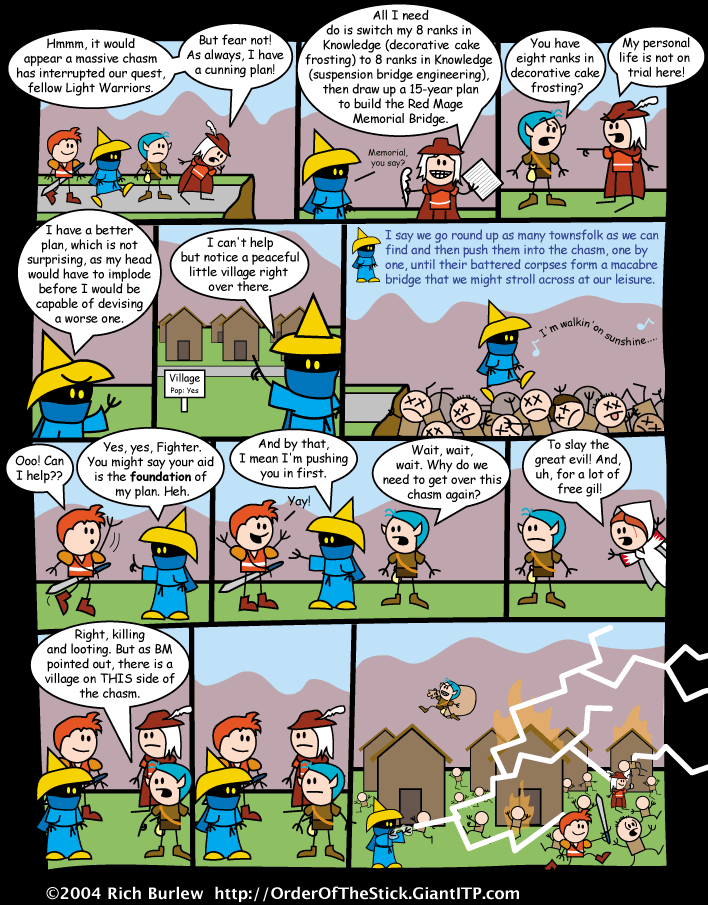 Hmmm, it would
appear a massive chasm
has interrupted our quest,
fellow Light Warriors.
But fear not!
As always, I have
a cunning plan!
All I need
do is switch my 8 ranks in
Knowledge (decorative cake
frosting) to 8 ranks in Knowledge
(suspension bridge engineering),
then draw up a 15-year plan
to build the Red Mage
Memorial Bridge.
Memorial,
you say?
You have
eight ranks in
decorative cake
frosting?
My personal
life is not on
trial here!
I have a better
plan, which is not
surprising, as my head
would have to implode
before I would be
capable of devising
a worse one.
I can't help
but notice a peaceful
little village right
over there.
Village
Pop: Yes
I say we go round up as many townsfolk as we can
find and then push them into the chasm, one by
one, until their battered corpses form a macabre
bridge that we might stroll across at our leisure.
I'm walkin' on sunshine....
Ooo! Can
I help??
Yes, yes, Fighter.
You might say your aid
is the foundation of
my plan. Heh.
And by that,
I mean I'm pushing
you in first.
Yay!
Wait, wait,
wait. Why do we
need to get over this
chasm again?
To slay the
great evil! And,
uh, for a lot of
free gil!
Right, killing
and looting. But as BM
pointed out, there is a
village on THIS side of
the chasm.
©2004 Rich Burlew http://OrderOfTheStick.GiantITP.com